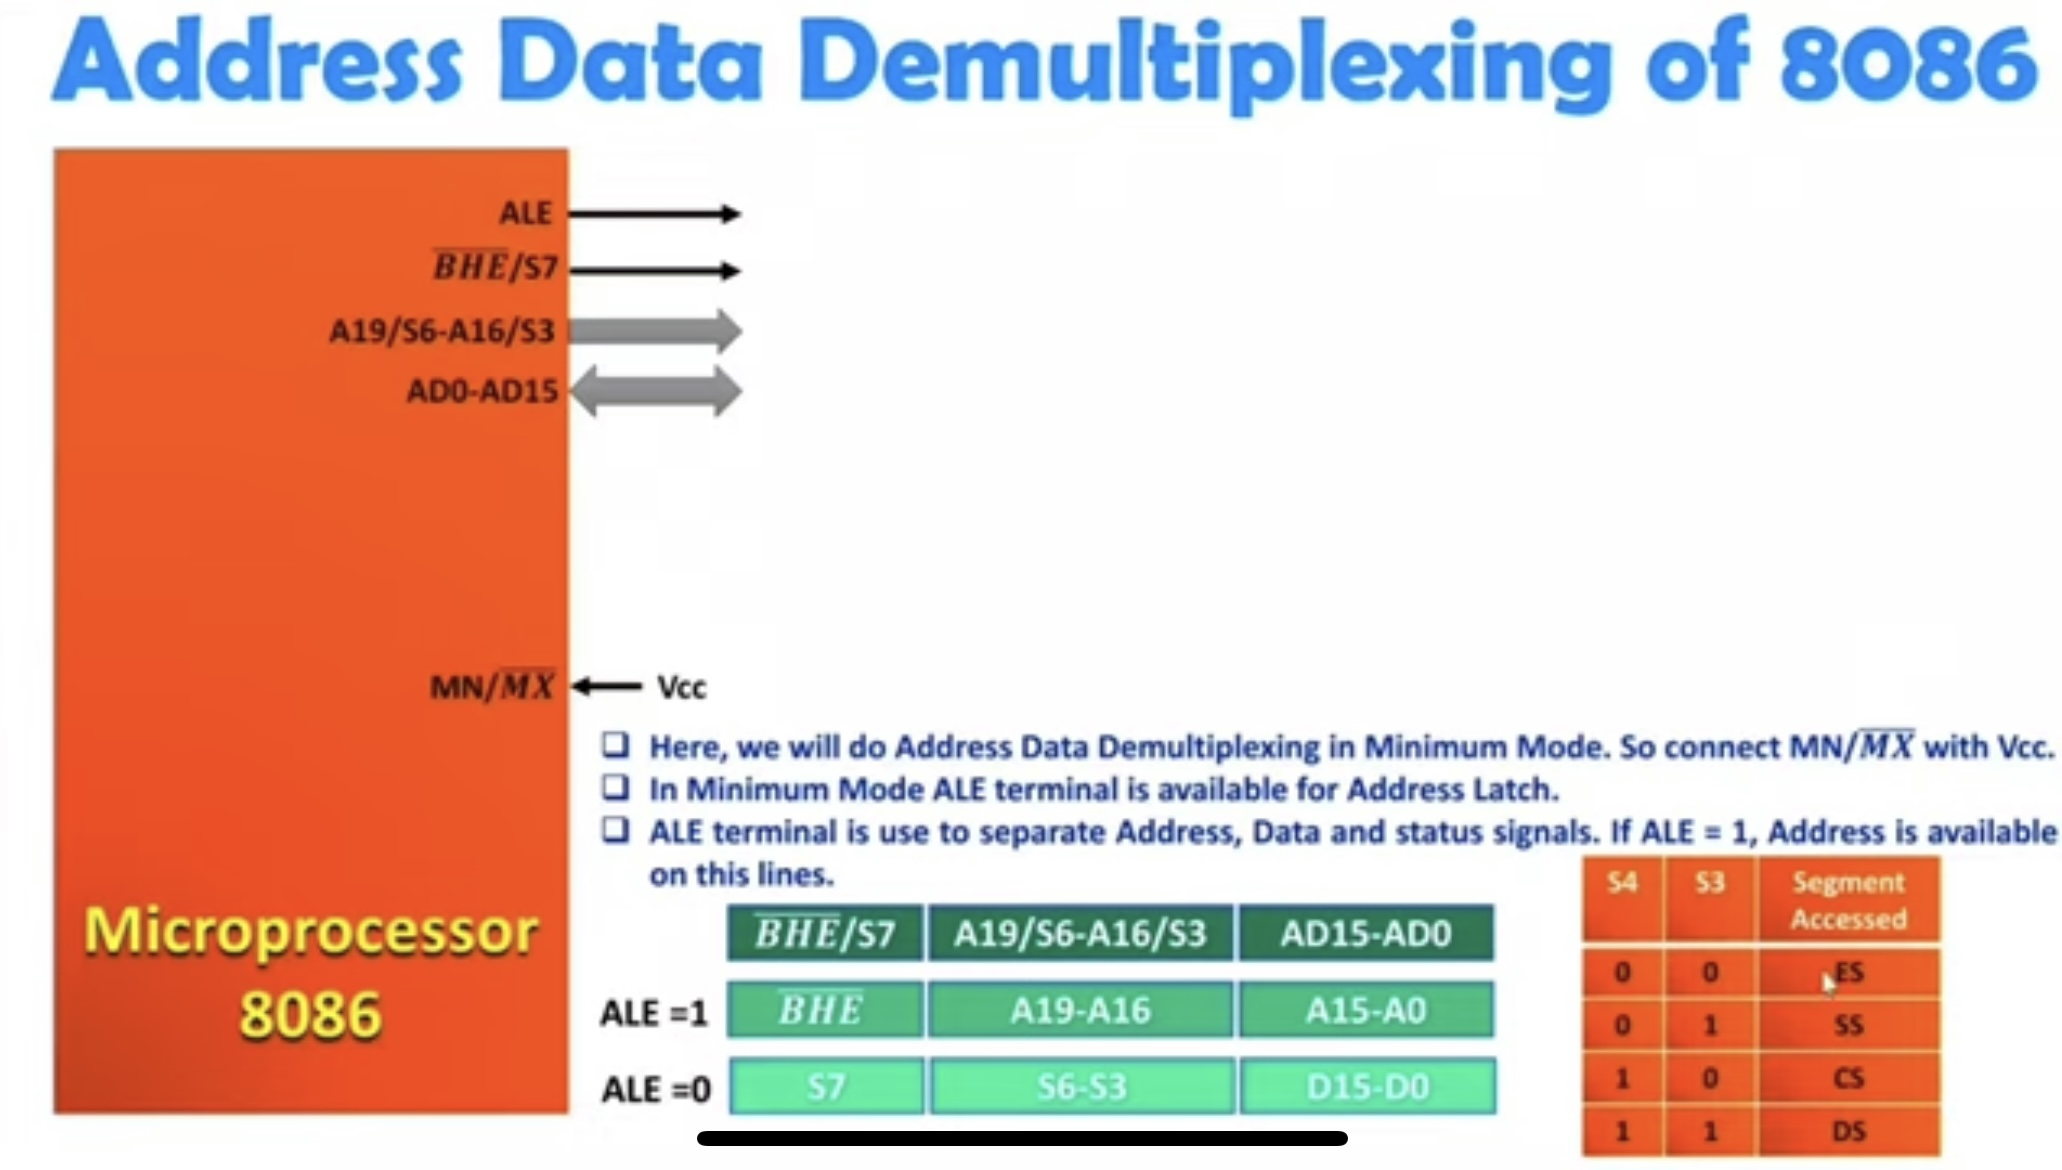 Address Data Demultiplexing of 8086
ALE
B̅H̅E̅/S7
A19/S6-A16/S3
AD0-AD15
MN/M̅X̅
Vcc
Microprocessor
8086
❑ Here, we will do Address Data Demultiplexing in Minimum Mode. So connect MN/M̅X̅ with Vcc.
❑ In Minimum Mode ALE terminal is available for Address Latch.
❑ ALE terminal is use to separate Address, Data and status signals. If ALE = 1, Address is available
on this lines.
B̅H̅E̅/S7 A19/S6-A16/S3 AD15-AD0
ALE =1 B̅H̅E̅ A19-A16 A15-A0
ALE =0 S7 S6-S3 D15-D0
S4 S3 Segment
Accessed
0 0 ES
0 1 SS
1 0 CS
1 1 DS